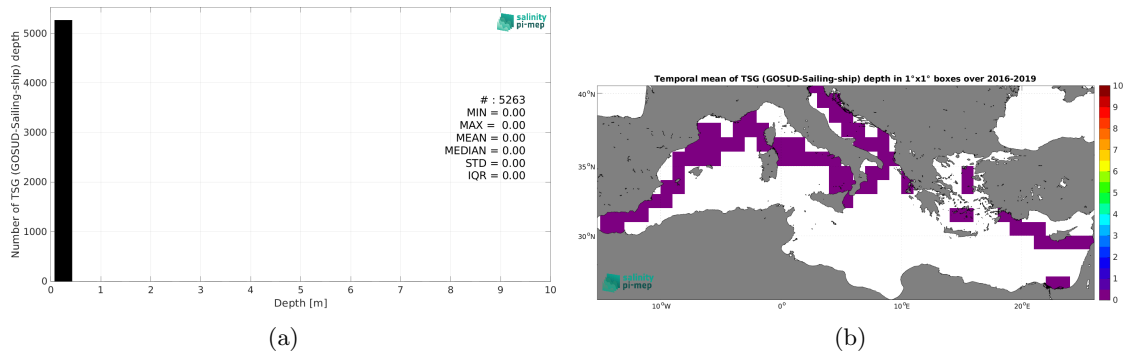 Number of TSG (GOSUD-Sailing-ship) depth
5000
4000
3000
2000
1000
0
0 1 2 3 4 5 6 7 8 9 10
Depth [m]
salinity
pi-mep
# : 5263
MIN = 0.00
MAX = 0.00
MEAN = 0.00
MEDIAN = 0.00
STD = 0.00
IQR = 0.00
(a)
Temporal mean of TSG (GOSUD-Sailing-ship) depth in 1°x1° boxes over 2016-2019
40°N
35°N
30°N
10°W 0° 10°E 20°E
salinity
pi-mep
10
9
8
7
6
5
4
3
2
1
0
(b)